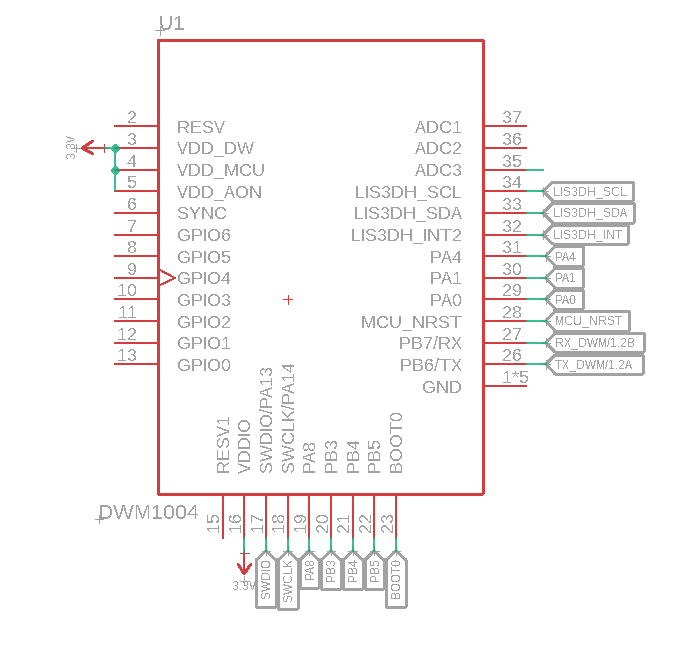 U1
2 RESV ADC1 37
3.3V 3 VDD_DW ADC2 36
4 VDD_MCU ADC3 35
5 VDD_AON LIS3DH_SCL 34 LIS3DH_SCL
6 SYNC LIS3DH_SDA 33 LIS3DH_SDA
7 GPIO6 LIS3DH_INT2 32 LIS3DH_INT
8 GPIO5 PA4 31 PA4
9 GPIO4 PA1 30 PA1
10 GPIO3 PA0 29 PA0
11 GPIO2 MCU_NRST 28 MCU_NRST
12 GPIO1 PB7/RX 27 RX_DWM/1.2B
13 GPIO0 PB6/TX 26 TX_DWM/1.2A
GND 1*5
RESV1 VDDIO SWDIO/PA13 SWCLK/PA14 PA8 PB3 PB4 PB5 BOOT0
DWM1004
15 16 17 18 19 20 21 22 23
3.3V SWDIO SWCLK PA8 PB3 PB4 PB5 BOOT0